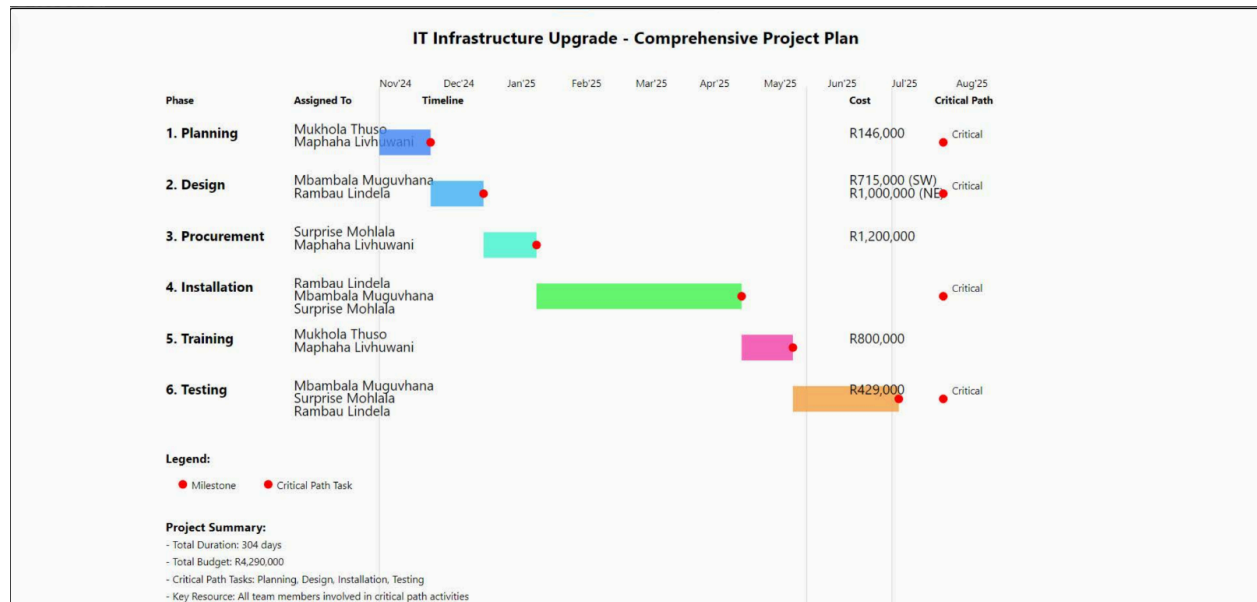 IT Infrastructure Upgrade - Comprehensive Project Plan
Nov'24 Dec'24 Jan'25 Feb'25 Mar'25 Apr'25 May'25 Jun'25 Jul'25 Aug'25
Phase Assigned To Timeline Cost Critical Path
1. Planning
Mukhola Thuso
Maphaha Livhuwani
R146,000
Critical
2. Design
Mbambala Muguvhana
Rambau Lindela
R715,000 (SW)
R1,000,000 (NE)
Critical
3. Procurement
Surprise Mohlala
Maphaha Livhuwani
R1,200,000
4. Installation
Rambau Lindela
Mbambala Muguvhana
Surprise Mohlala
Critical
5. Training
Mukhola Thuso
Maphaha Livhuwani
R800,000
6. Testing
Mbambala Muguvhana
Surprise Mohlala
Rambau Lindela
R429,000
Critical
Legend:
Milestone Critical Path Task
Project Summary:
- Total Duration: 304 days
- Total Budget: R4,290,000
- Critical Path Tasks: Planning, Design, Installation, Testing
- Key Resource: All team members involved in critical path activities